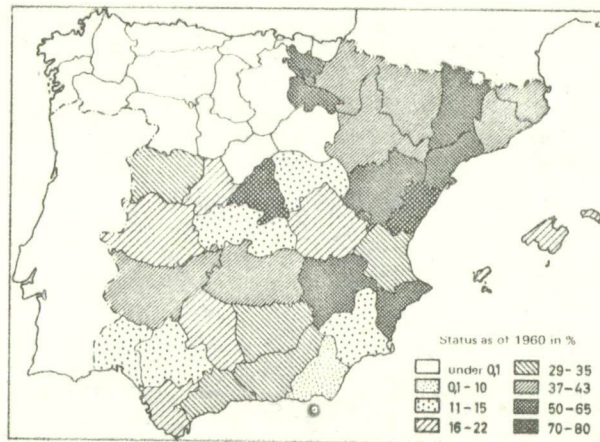 Status as of 1960 in %
under 0,1
0,1 - 10
11 - 15
16 - 22
29 - 35
37 - 43
50 - 65
70 - 80